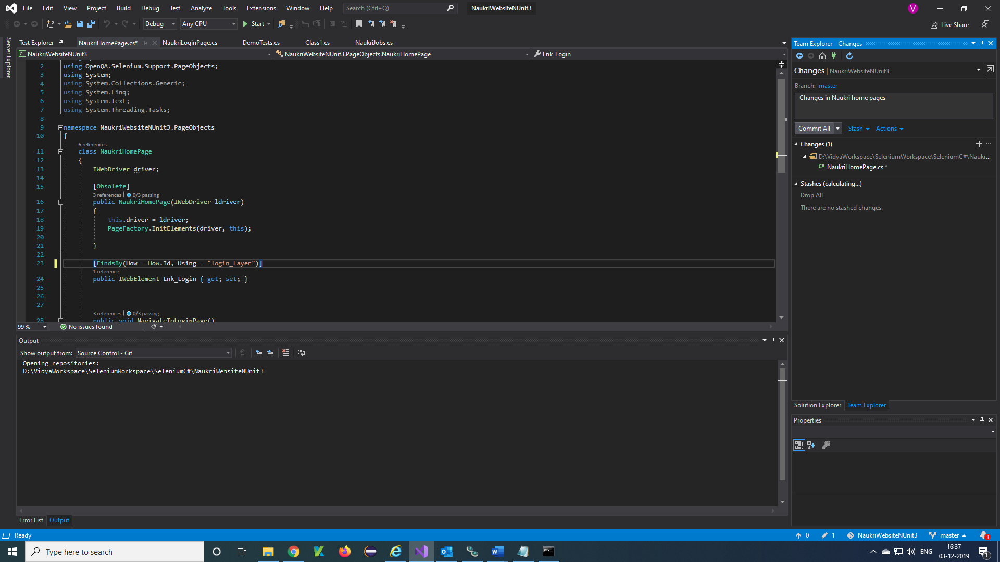 File Edit View Project Build Debug Test Analyze Tools Extensions Window Help Search (Ctrl+Q) NaukriWebsiteNUnit3 V
Debug Any CPU Start Live Share
Server Explorer
Test Explorer NaukriHomePage.cs* NaukriLoginPage.cs DemoTests.cs Class1.cs NaukriJobs.cs
C# NaukriWebsiteNUnit3 NaukriWebsiteNUnit3.PageObjects.NaukriHomePage Lnk_Login
2 using OpenQA.Selenium.Support.PageObjects;
3 using System;
4 using System.Collections.Generic;
5 using System.Linq;
6 using System.Text;
7 using System.Threading.Tasks;
8
9 namespace NaukriWebsiteNUnit3.PageObjects
10 {
6 references
11 class NaukriHomePage
12 {
13 IWebDriver driver;
14
15 [Obsolete]
3 references | 0/3 passing
16 public NaukriHomePage(IWebDriver ldriver)
17 {
18 this.driver = ldriver;
19 PageFactory.InitElements(driver, this);
20
21 }
22
23 [FindsBy(How = How.Id, Using = "login_Layer")]
1 reference
24 public IWebElement Lnk_Login { get; set; }
25
26
27
3 references | 0/3 passing
28 public void NavigateToLoginPage()
99 % No issues found
Output
Show output from: Source Control - Git
Opening repositories:
D:\VidyaWorkspace\SeleniumWorkspace\SeleniumC#\NaukriWebsiteNUnit3
Error List Output
Team Explorer - Changes
Changes | NaukriWebsiteNUnit3
Branch: master
Changes in Naukri home pages
Commit All Stash Actions
Changes (1)
D:\VidyaWorkspace\SeleniumWorkspace\SeleniumC#\Naukr...
C# NaukriHomePage.cs *
Stashes (calculating...)
Drop All
There are no stashed changes.
Solution Explorer Team Explorer
Properties
Ready 0 1 NaukriWebsiteNUnit3 master 3
Type here to search ENG 16:37
03-12-2019 1